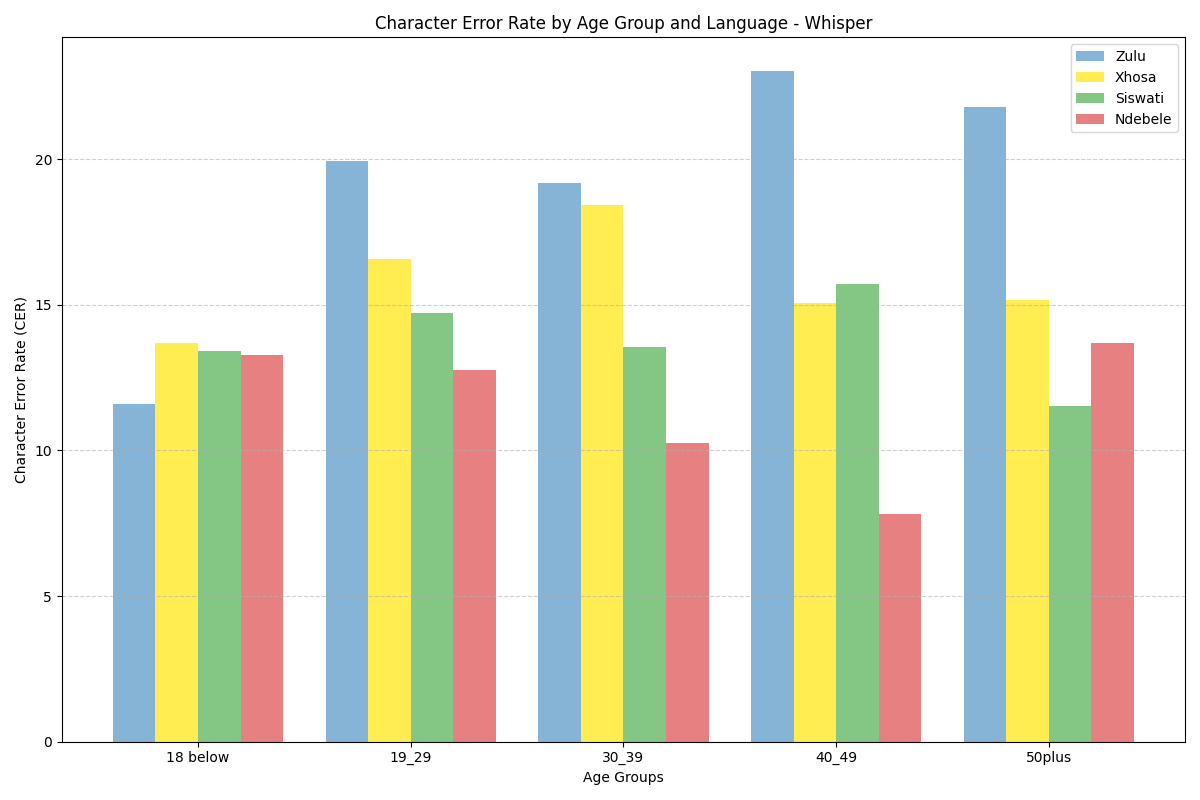 Character Error Rate by Age Group and Language - Whisper
Zulu
Xhosa
Siswati
Ndebele
Character Error Rate (CER)
20
15
10
5
0
18 below
19_29
30_39
40_49
50plus
Age Groups